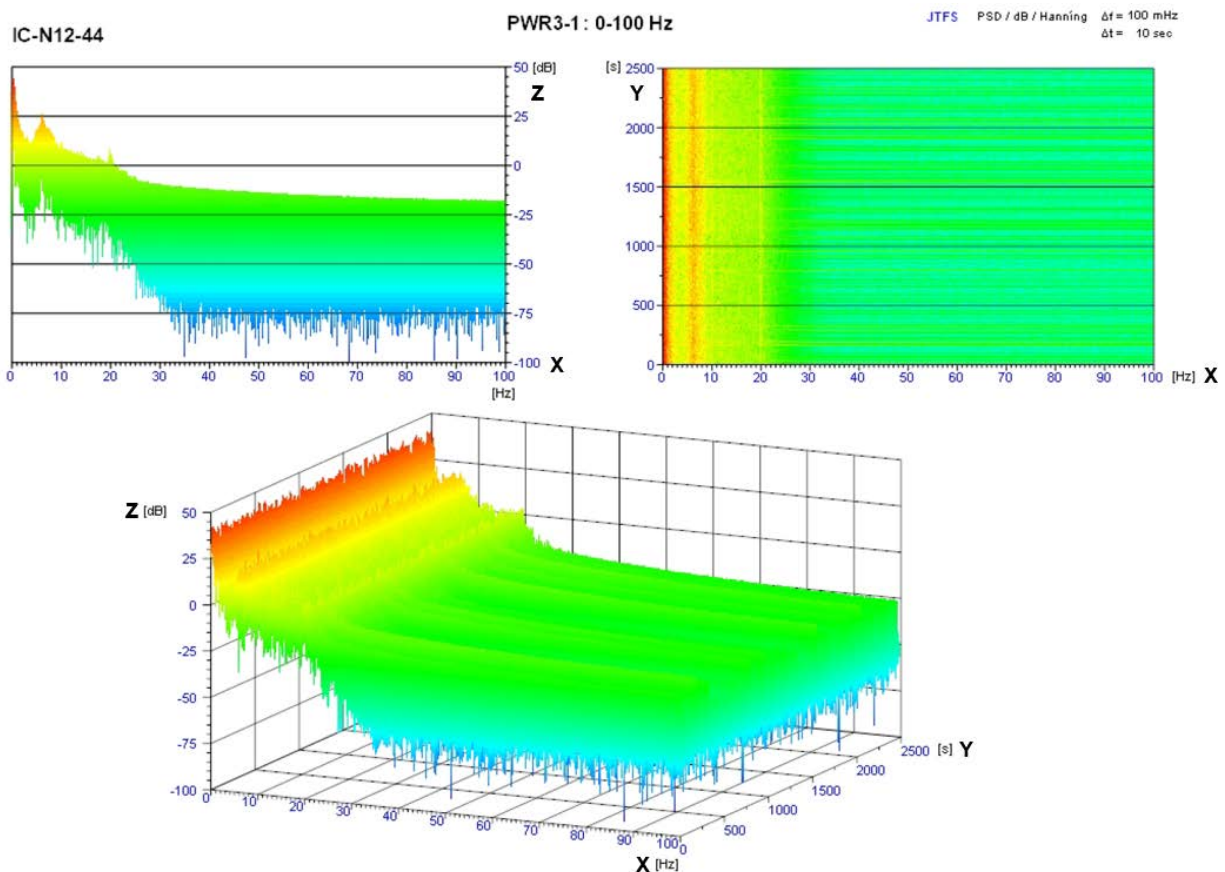 IC-N12-44
PWR3-1: 0-100 Hz
JTFS PSD / dB / Hanning Δf = 100 mHz
Δt = 10 sec
50 [dB]
Z
25
0
-25
-50
-75
-100
X
0 10 20 30 40 50 60 70 80 90 100
[Hz]
[s] 2500
Y
2000
1500
1000
500
0
0 10 20 30 40 50 60 70 80 90 100 [Hz] X
Z [dB] 50
25
0
-25
-50
-75
-100
0 10 20 30 40 50 60 70 80 90 100
X [Hz]
0 500 1000 1500 2000 2500 [s] Y